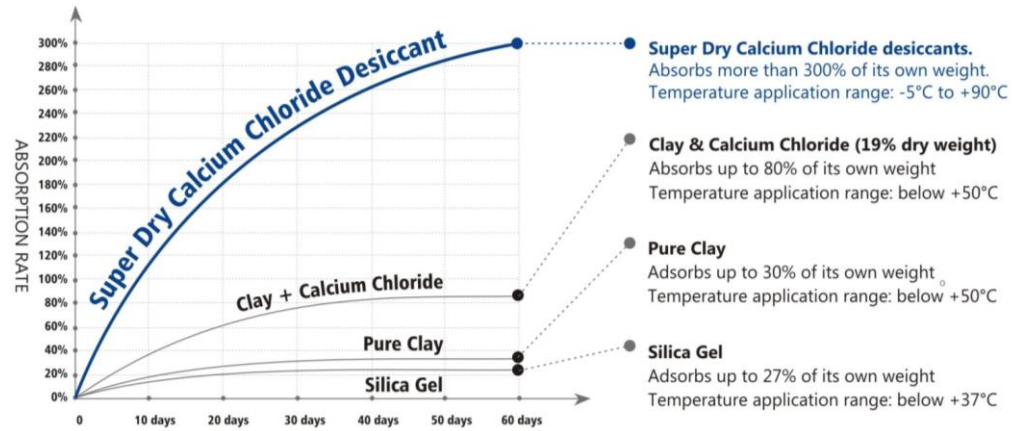 ABSORPTION RATE
300%
280%
260%
240%
220%
200%
180%
160%
140%
120%
100%
80%
60%
40%
20%
0%
0
10 days
20 days
30 days
40 days
50 days
60 days
Super Dry Calcium Chloride Desiccant
Clay + Calcium Chloride
Pure Clay
Silica Gel
Super Dry Calcium Chloride desiccants.
Absorbs more than 300% of its own weight.
Temperature application range: -5°C to +90°C
Clay & Calcium Chloride (19% dry weight)
Absorbs up to 80% of its own weight
Temperature application range: below +50°C
Pure Clay
Adsorbs up to 30% of its own weight
Temperature application range: below +50°C
Silica Gel
Adsorbs up to 27% of its own weight
Temperature application range: below +37°C